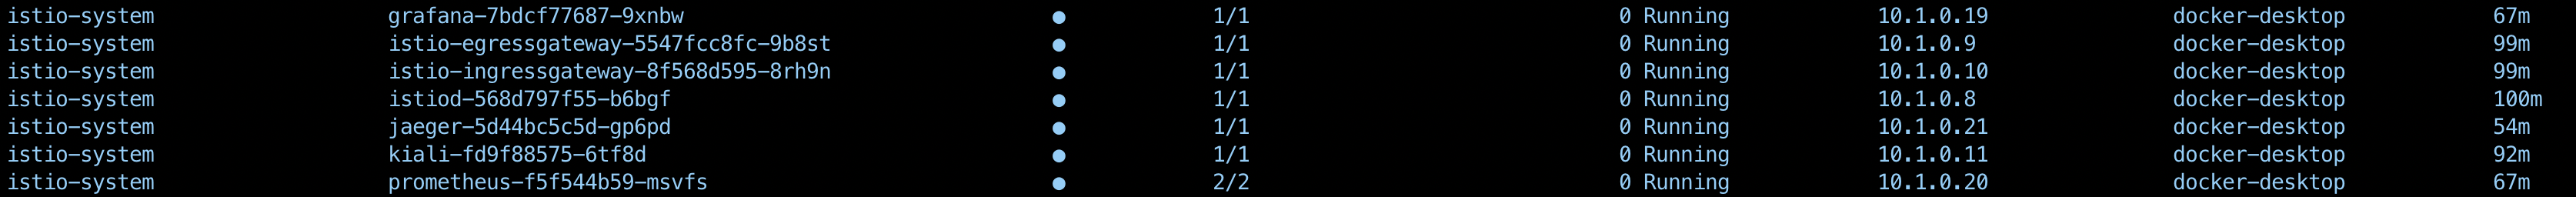 istio-system grafana-7bdcf77687-9xnbw ● 1/1 0 Running 10.1.0.19 docker-desktop 67m
istio-system istio-egressgateway-5547fcc8fc-9b8st ● 1/1 0 Running 10.1.0.9 docker-desktop 99m
istio-system istio-ingressgateway-8f568d595-8rh9n ● 1/1 0 Running 10.1.0.10 docker-desktop 99m
istio-system istiod-568d797f55-b6bgf ● 1/1 0 Running 10.1.0.8 docker-desktop 100m
istio-system jaeger-5d44bc5c5d-gp6pd ● 1/1 0 Running 10.1.0.21 docker-desktop 54m
istio-system kiali-fd9f88575-6tf8d ● 1/1 0 Running 10.1.0.11 docker-desktop 92m
istio-system prometheus-f5f544b59-msvfs ● 2/2 0 Running 10.1.0.20 docker-desktop 67m